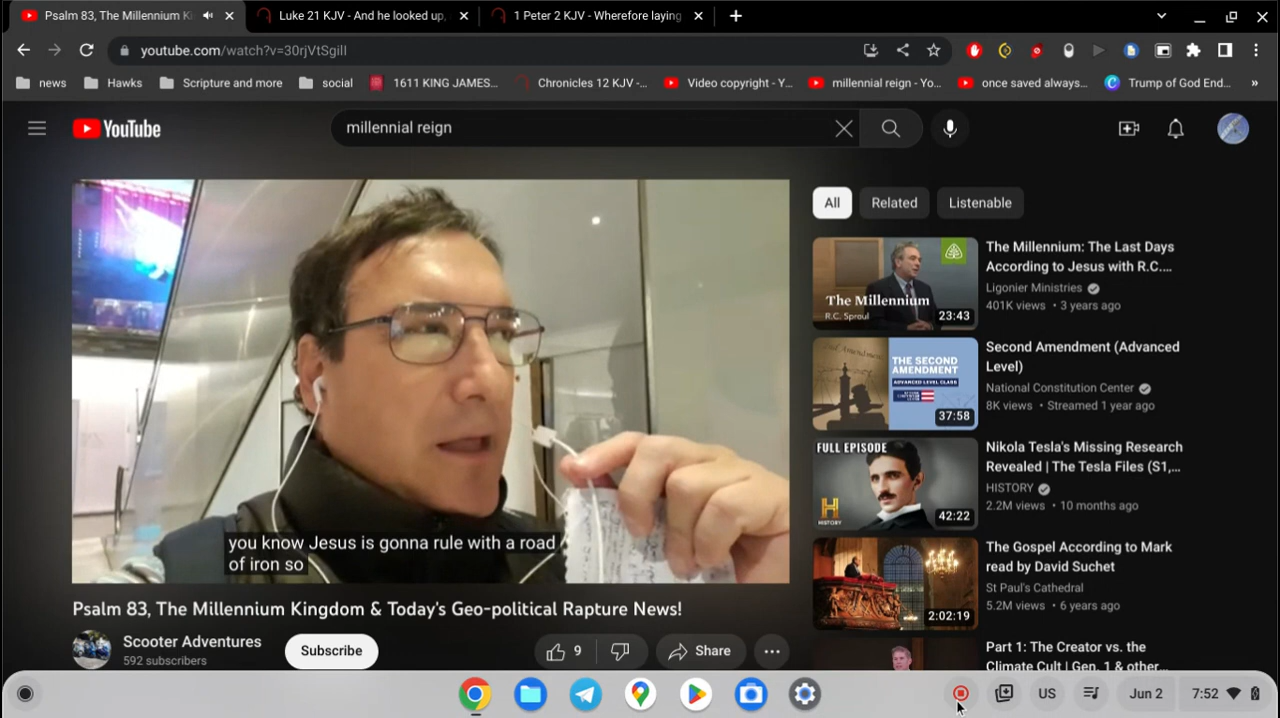 Psalm 83, The Millennium Ki
Luke 21 KJV - And he looked up,
1 Peter 2 KJV - Wherefore laying
youtube.com/watch?v=30rjVtSgill
news
Hawks
Scripture and more
social
1611 KING JAMES...
Chronicles 12 KJV -...
Video copyright - Y...
millennial reign - Yo...
once saved always...
Trump of God End...
»
YouTube
millennial reign
All
Related
Listenable
you know Jesus is gonna rule with a road
of iron so
Psalm 83, The Millennium Kingdom & Today's Geo-political Rapture News!
Scooter Adventures
592 subscribers
Subscribe
9
Share
The Millennium
R.C. Sproul
23:43
The Millennium: The Last Days
According to Jesus with R.C....
Ligonier Ministries
401K views • 3 years ago
THE SECOND
AMENDMENT
ADVANCED LEVEL CLASS
37:58
Second Amendment (Advanced
Level)
National Constitution Center
8K views • Streamed 1 year ago
FULL EPISODE
H
HISTORY
42:22
Nikola Tesla's Missing Research
Revealed | The Tesla Files (S1,...
HISTORY
2.2M views • 10 months ago
2:02:19
The Gospel According to Mark
read by David Suchet
St Paul's Cathedral
5.2M views • 6 years ago
Part 1: The Creator vs. the
Climate Cult | Gen. 1 & other...
US
Jun 2
7:52